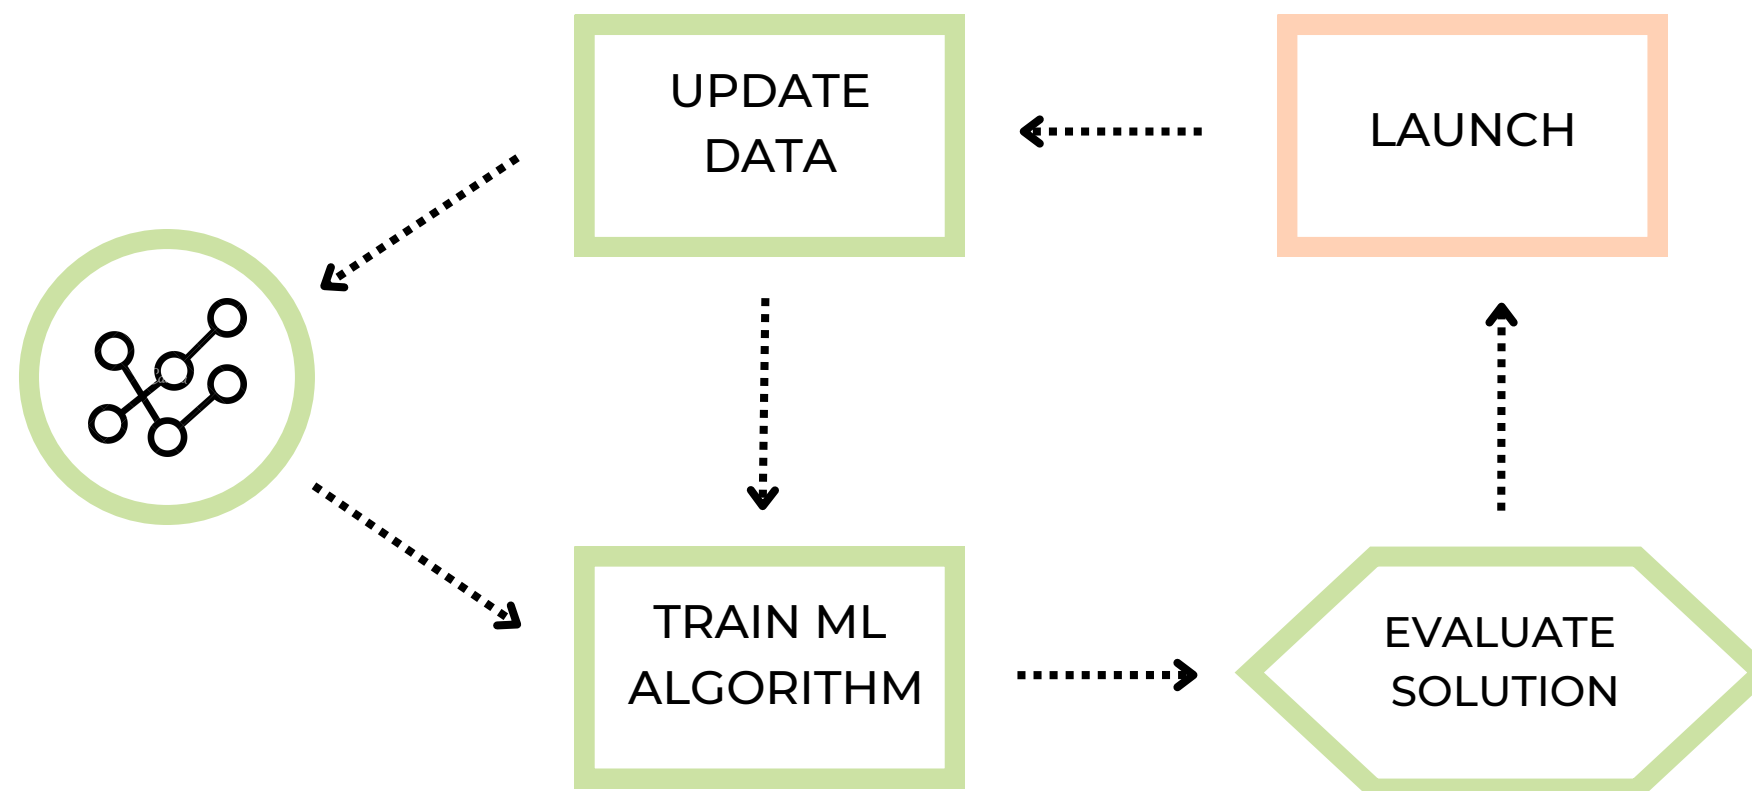 UPDATE
DATA
LAUNCH
TRAIN ML
ALGORITHM
EVALUATE
SOLUTION